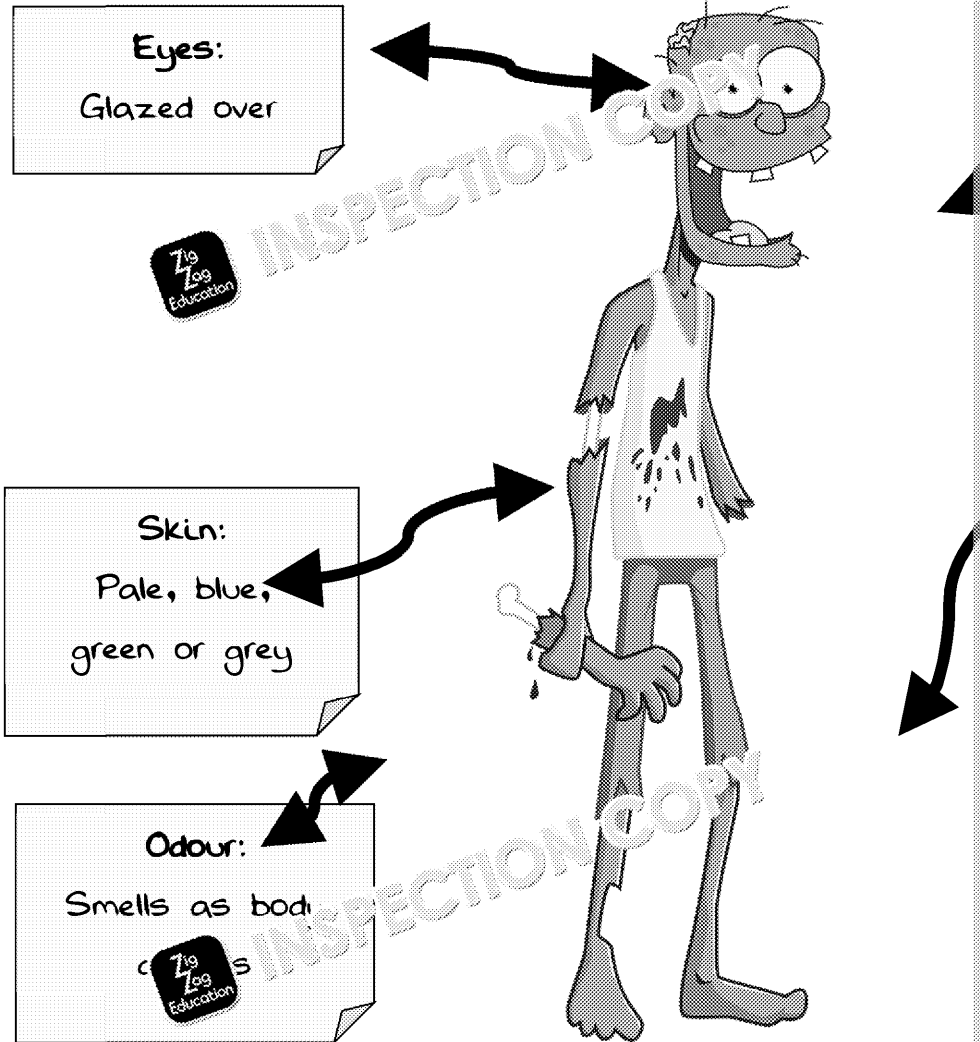 Eyes:
Glazed over
INSPECTION COPY
Zig
Zag
Education
Skin:
Pale, blue,
green or grey
Odour:
Smells as
INSPECTION COPY
Zig
Zag
Education